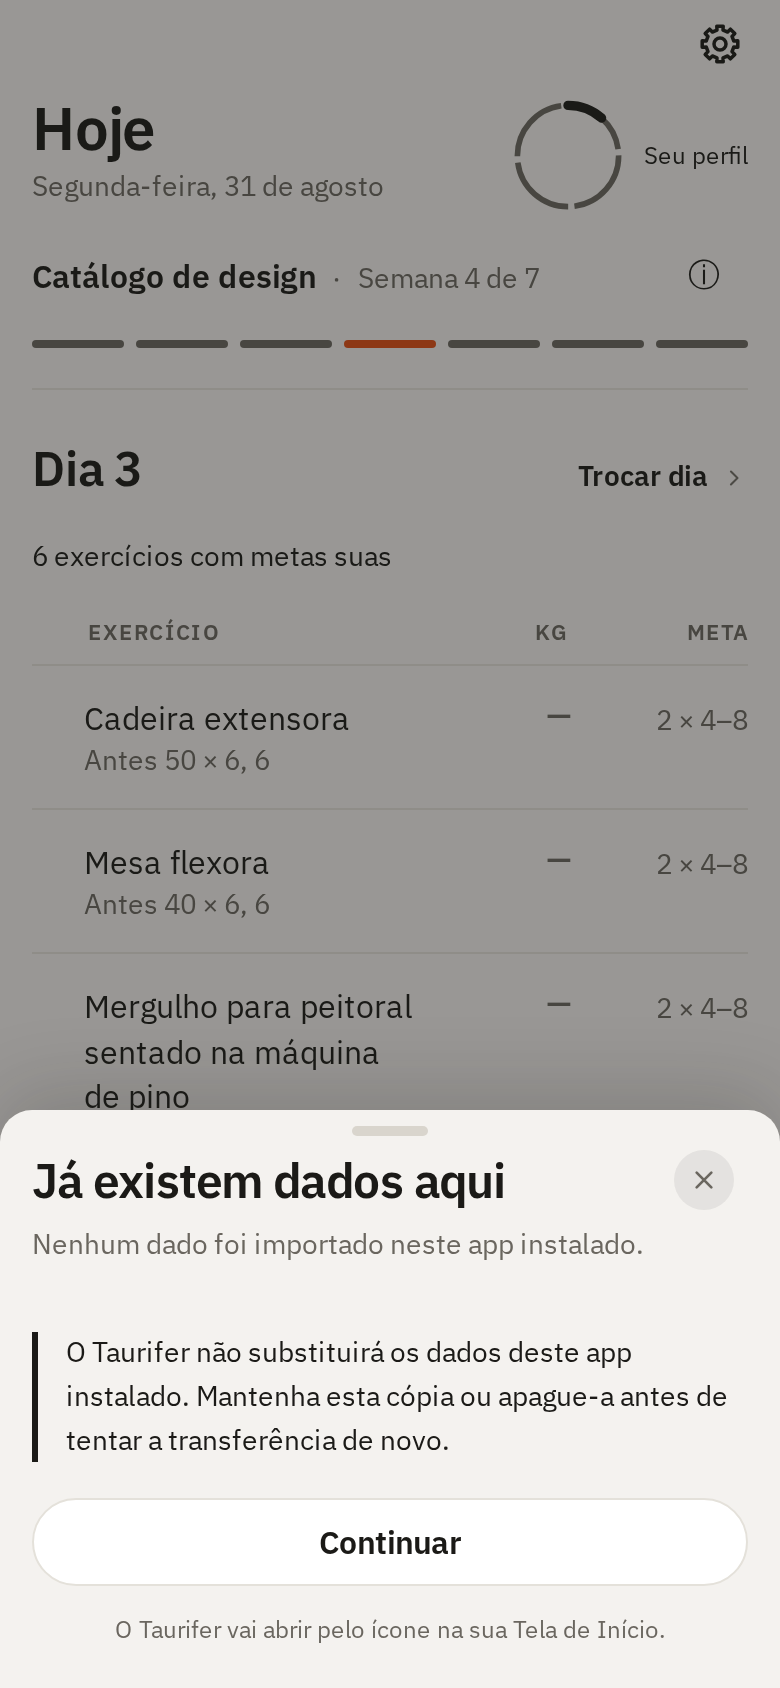 Hoje
Segunda-feira, 31 de agosto
Seu perfil
Catálogo de design · Semana 4 de 7
Dia 3
Trocar dia
6 exercícios com metas suas
EXERCÍCIO KG META
Cadeira extensora — 2 × 4–8
Antes 50 × 6, 6
Mesa flexora — 2 × 4–8
Antes 40 × 6, 6
Mergulho para peitoral — 2 × 4–8
sentado na máquina
de pino
Já existem dados aqui
Nenhum dado foi importado neste app instalado.
O Taurifer não substituirá os dados deste app
instalado. Mantenha esta cópia ou apague-a antes de
tentar a transferência de novo.
Continuar
O Taurifer vai abrir pelo ícone na sua Tela de Início.